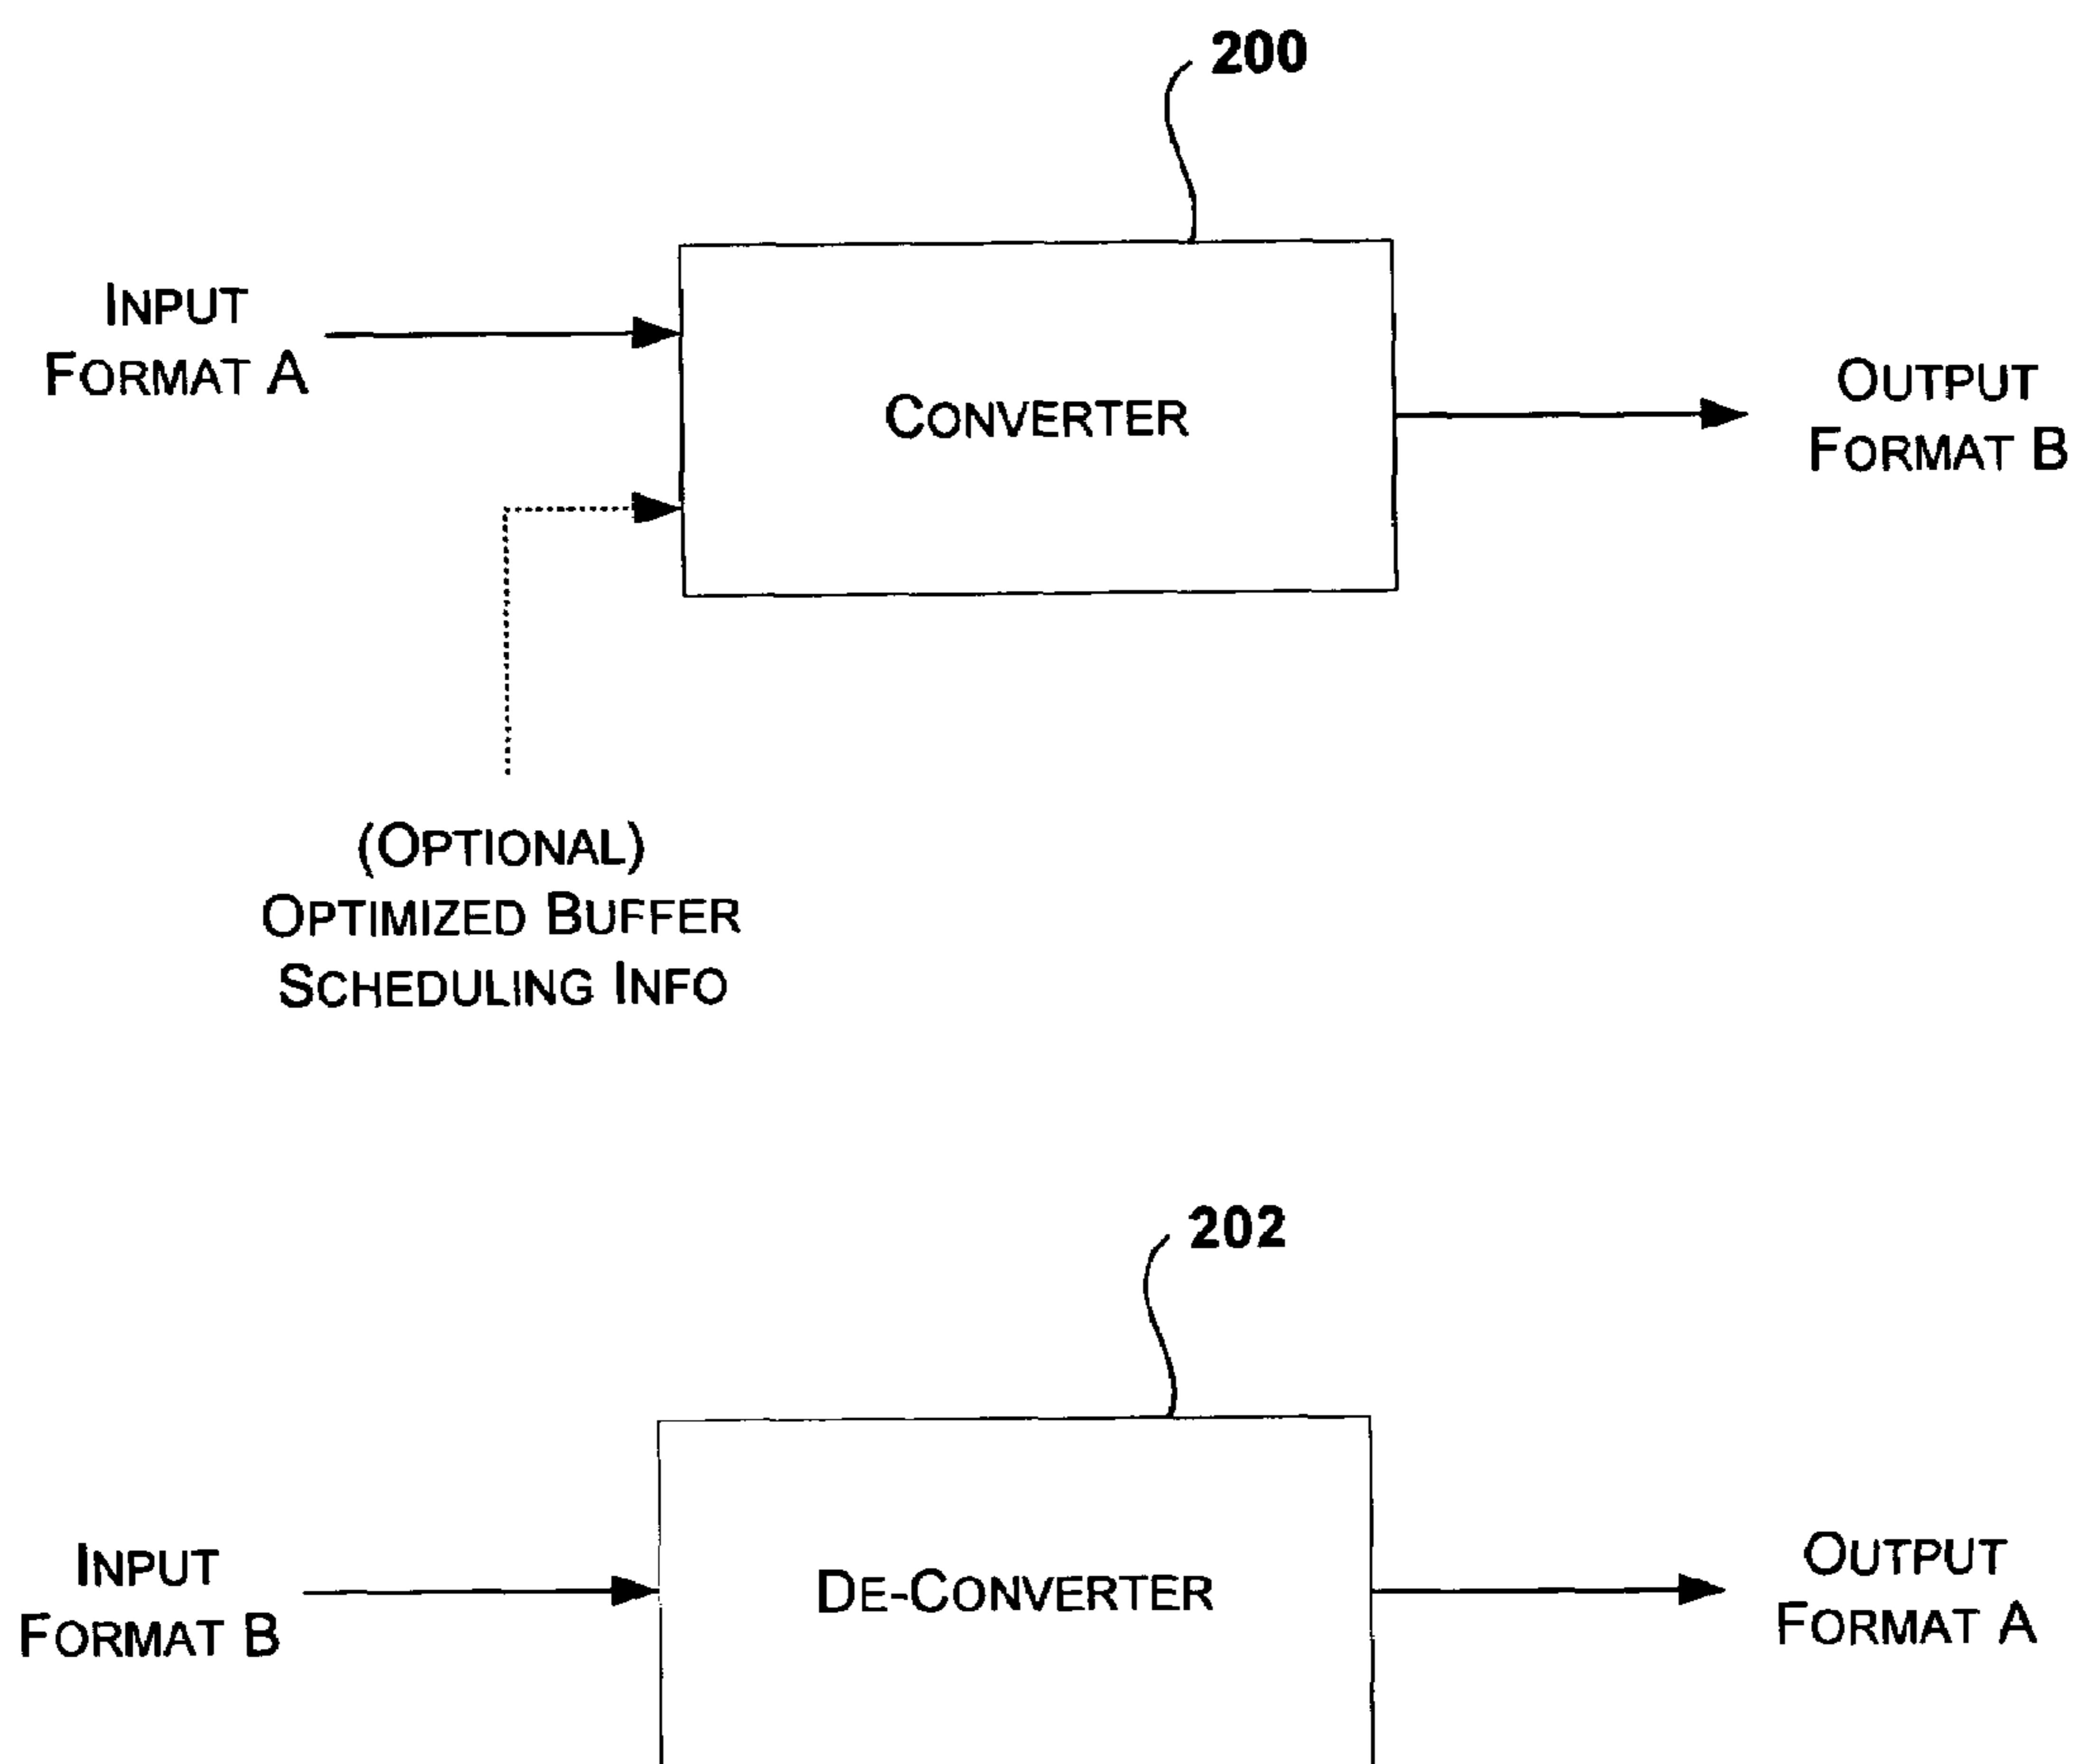 200
INPUT
FORMAT A
CONVERTER
OUTPUT
FORMAT B
(OPTIONAL)
OPTIMIZED BUFFER
SCHEDULING INFO
202
INPUT
FORMAT B
DE-CONVERTER
OUTPUT
FORMAT A